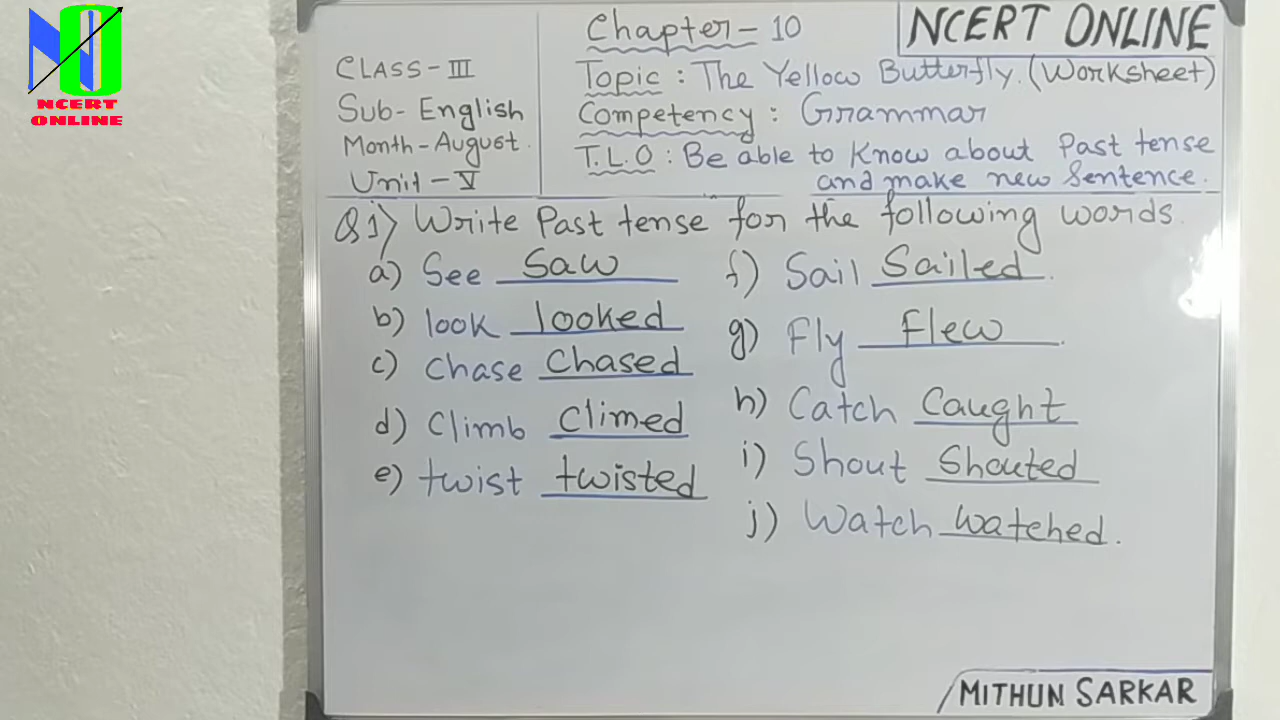 NCERT
ONLINE
CLASS-III
Sub- English
Month-August.
Unit-V
Chapter-10
NCERT ONLINE
Topic : The Yellow Butterfly. (Worksheet)
Competency : Grammar
T.L.O : Be able to Know about Past tense
and make new Sentence.
Q1) Write Past tense for the following words.
a) See Saw
b) look looked
c) Chase Chased
d) Climb Climed
e) twist twisted
f) Sail Sailed.
g) Fly Flew.
h) Catch Caught
i) Shout Shouted
j) Watch Watched.
MITHUN SARKAR